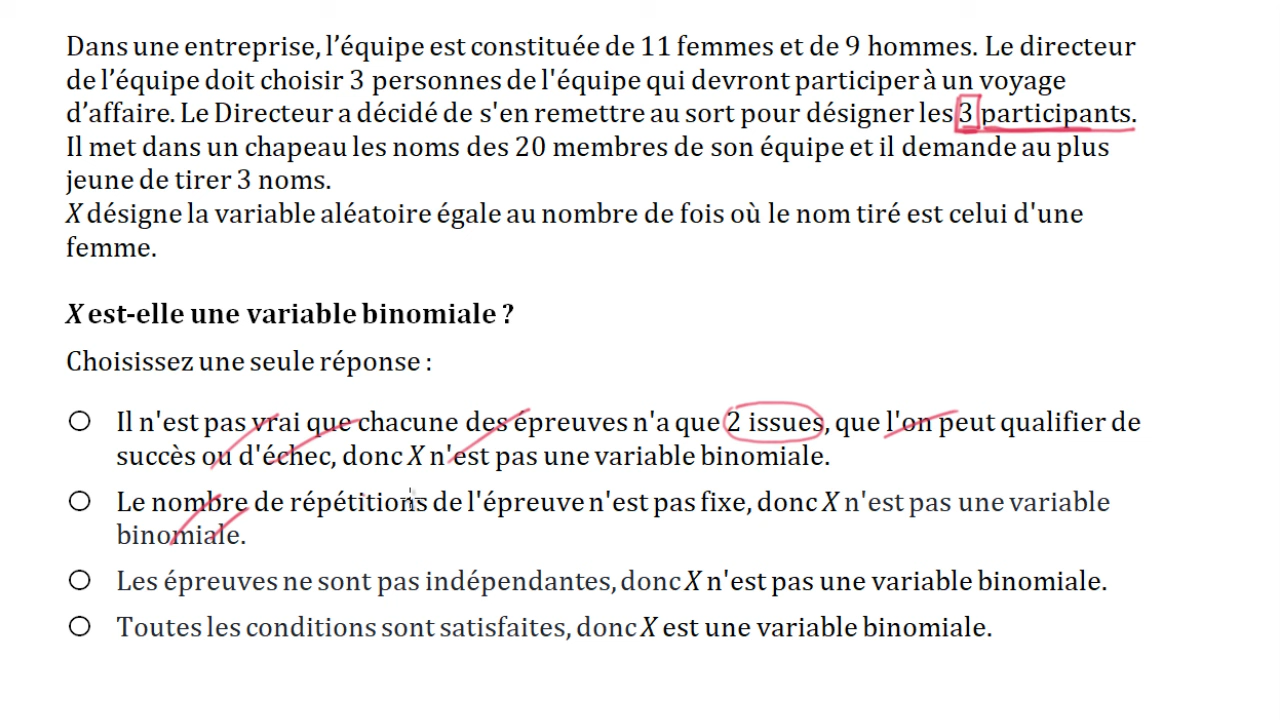 Dans une entreprise, l’équipe est constituée de 11 femmes et de 9 hommes. Le directeur
de l’équipe doit choisir 3 personnes de l'équipe qui devront participer à un voyage
d’affaire. Le Directeur a décidé de s'en remettre au sort pour désigner les 3 participants.
Il met dans un chapeau les noms des 20 membres de son équipe et il demande au plus
jeune de tirer 3 noms.
X désigne la variable aléatoire égale au nombre de fois où le nom tiré est celui d'une
femme.
X est-elle une variable binomiale ?
Choisissez une seule réponse :
Il n'est pas vrai que chacune des épreuves n'a que 2 issues, que l'on peut qualifier de
succès ou d'échec, donc X n'est pas une variable binomiale.
Le nombre de répétitions de l'épreuve n'est pas fixe, donc X n'est pas une variable
binomiale.
Les épreuves ne sont pas indépendantes, donc X n'est pas une variable binomiale.
Toutes les conditions sont satisfaites, donc X est une variable binomiale.